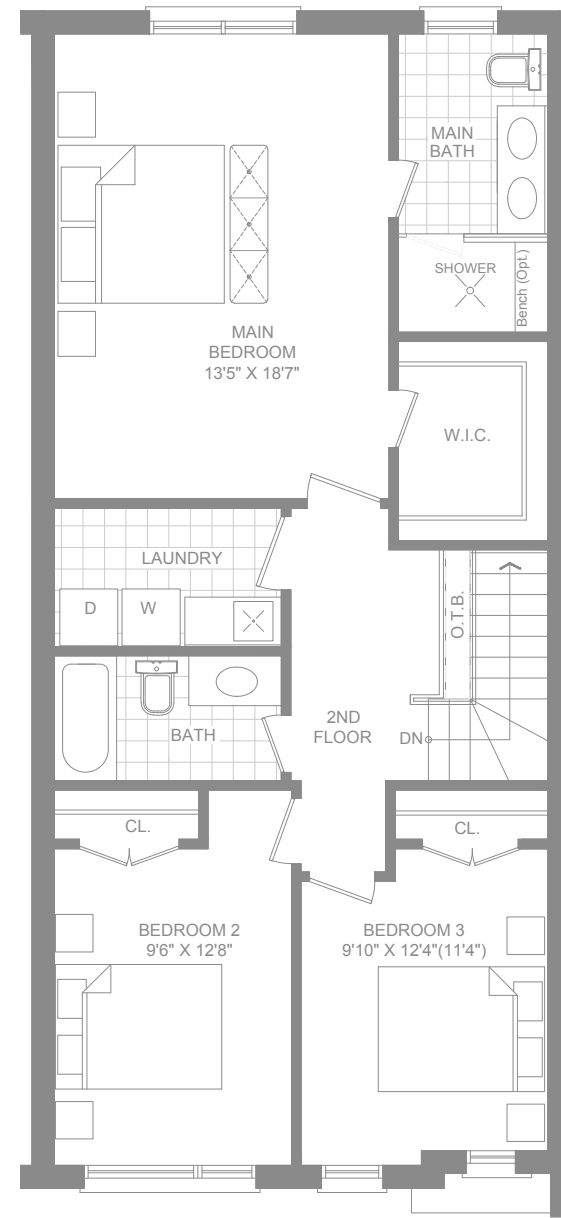 MAIN
BATH
SHOWER
Bench (Opt.)
MAIN
BEDROOM
13'5" X 18'7"
W.I.C.
LAUNDRY
D
W
O.T.B.
BATH
2ND
FLOOR
DN
CL.
CL.
BEDROOM 2
9'6" X 12'8"
BEDROOM 3
9'10" X 12'4"(11'4")